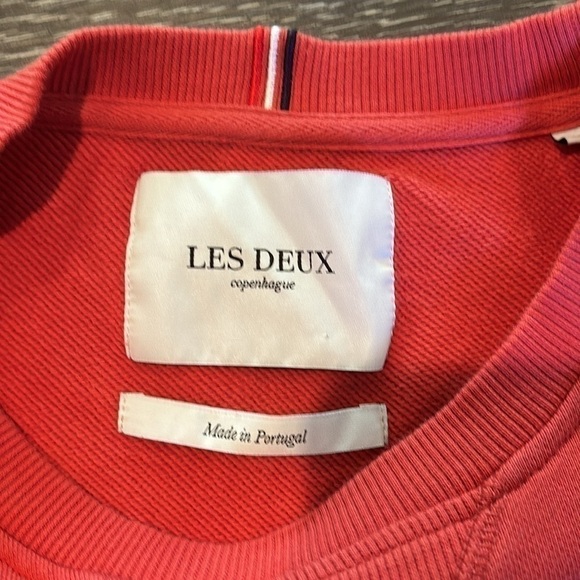 LES DEUX
copenhague
Made in Portugal